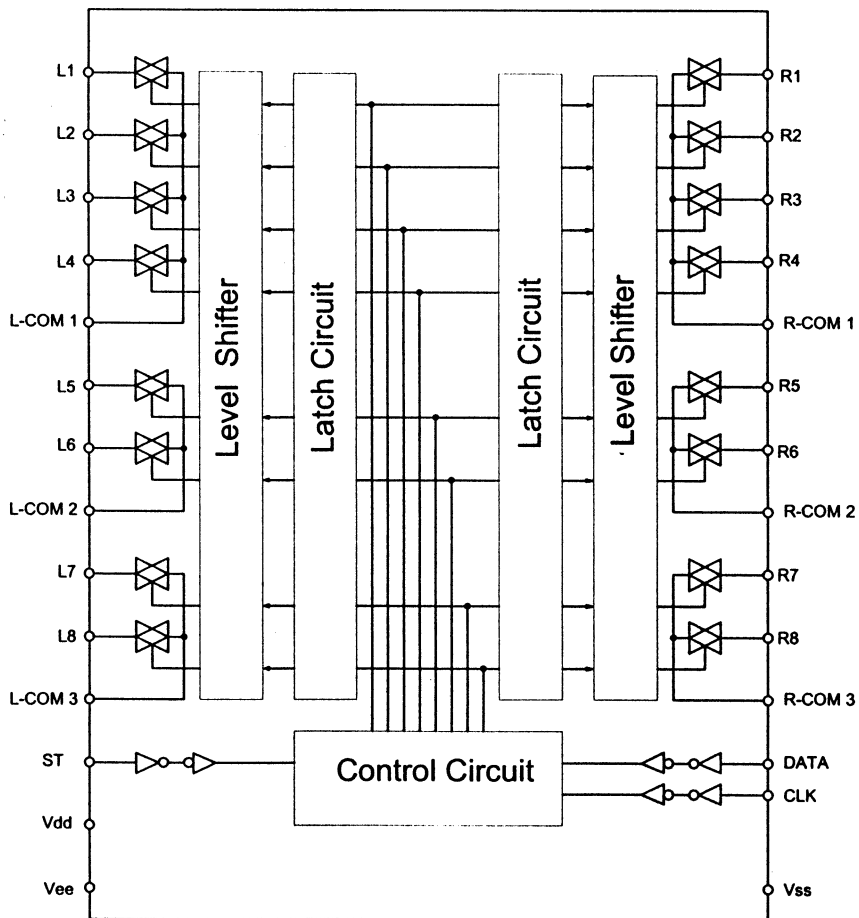 L1
L2
L3
L4
L-COM 1
L5
L6
L-COM 2
L7
L8
L-COM 3
ST
Vdd
Vee
Level Shifter
Latch Circuit
Latch Circuit
Level Shifter
Control Circuit
R1
R2
R3
R4
R-COM 1
R5
R6
R-COM 2
R7
R8
R-COM 3
DATA
CLK
Vss